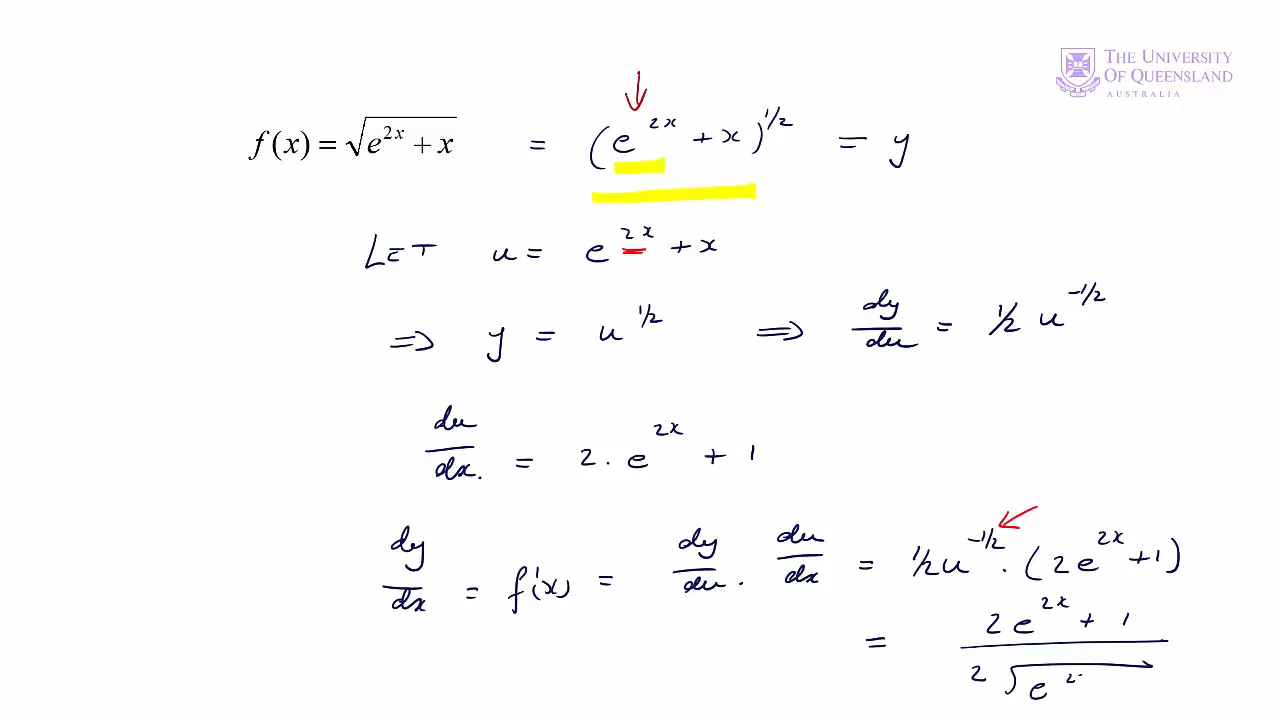 THE UNIVERSITY
OF QUEENSLAND
AUSTRALIA
f(x) = √(e^{2x} + x) = (e^{2x} + x)^{1/2} = y
LET u = e^{2x} + x
⇒ y = u^{1/2} ⇒ dy/du = 1/2 u^{-1/2}
du/dx. = 2 . e^{2x} + 1
dy/dx = f'(x) = dy/du . du/dx = 1/2 u^{-1/2} . (2e^{2x} + 1)
= (2e^{2x} + 1) / (2 √(e^{2